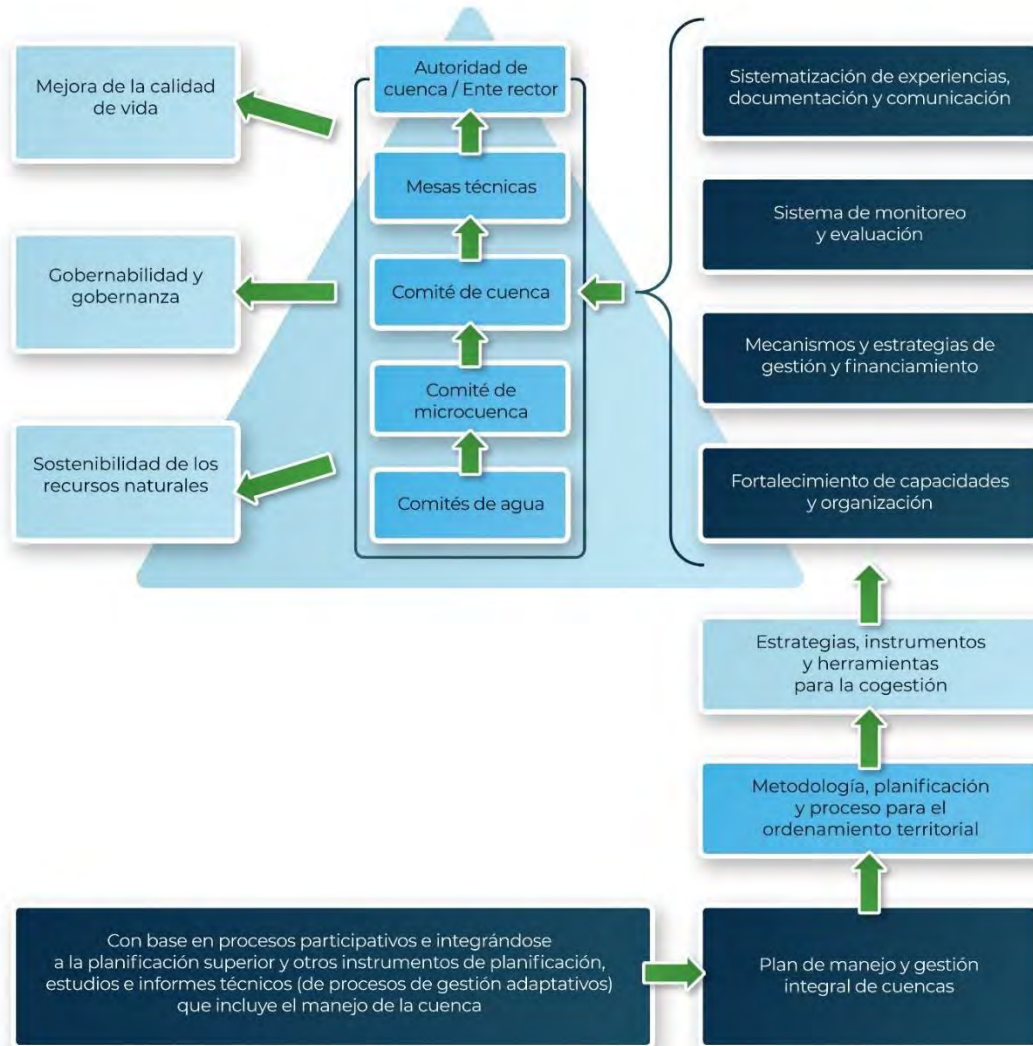 Mejora de la calidad
de vida
Gobernabilidad y
gobernanza
Sostenibilidad de los
recursos naturales
Autoridad de
cuenca / Ente rector
Mesas técnicas
Comité de cuenca
Comité de
microcuenca
Comités de agua
Sistematización de experiencias,
documentación y comunicación
Sistema de monitoreo
y evaluación
Mecanismos y estrategias de
gestión y financiamiento
Fortalecimiento de capacidades
y organización
Estrategias, instrumentos
y herramientas
para la cogestión
Metodología, planificación
y proceso para el
ordenamiento territorial
Con base en procesos participativos e integrándose
a la planificación superior y otros instrumentos de planificación,
estudios e informes técnicos (de procesos de gestión adaptativos)
que incluye el manejo de la cuenca
Plan de manejo y gestión
integral de cuencas